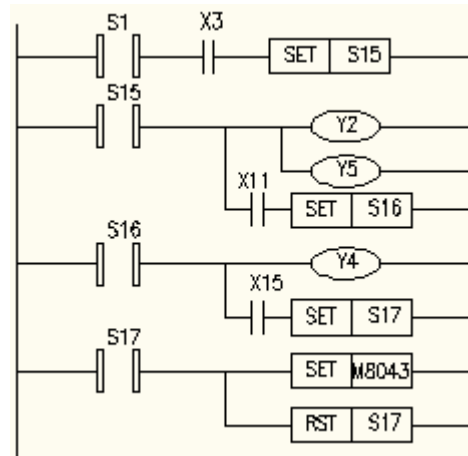 S1 X3
SET S15
S15
Y2
Y5
X11
SET S16
S16
Y4
X15
SET S17
S17
SET M8043
RST S17